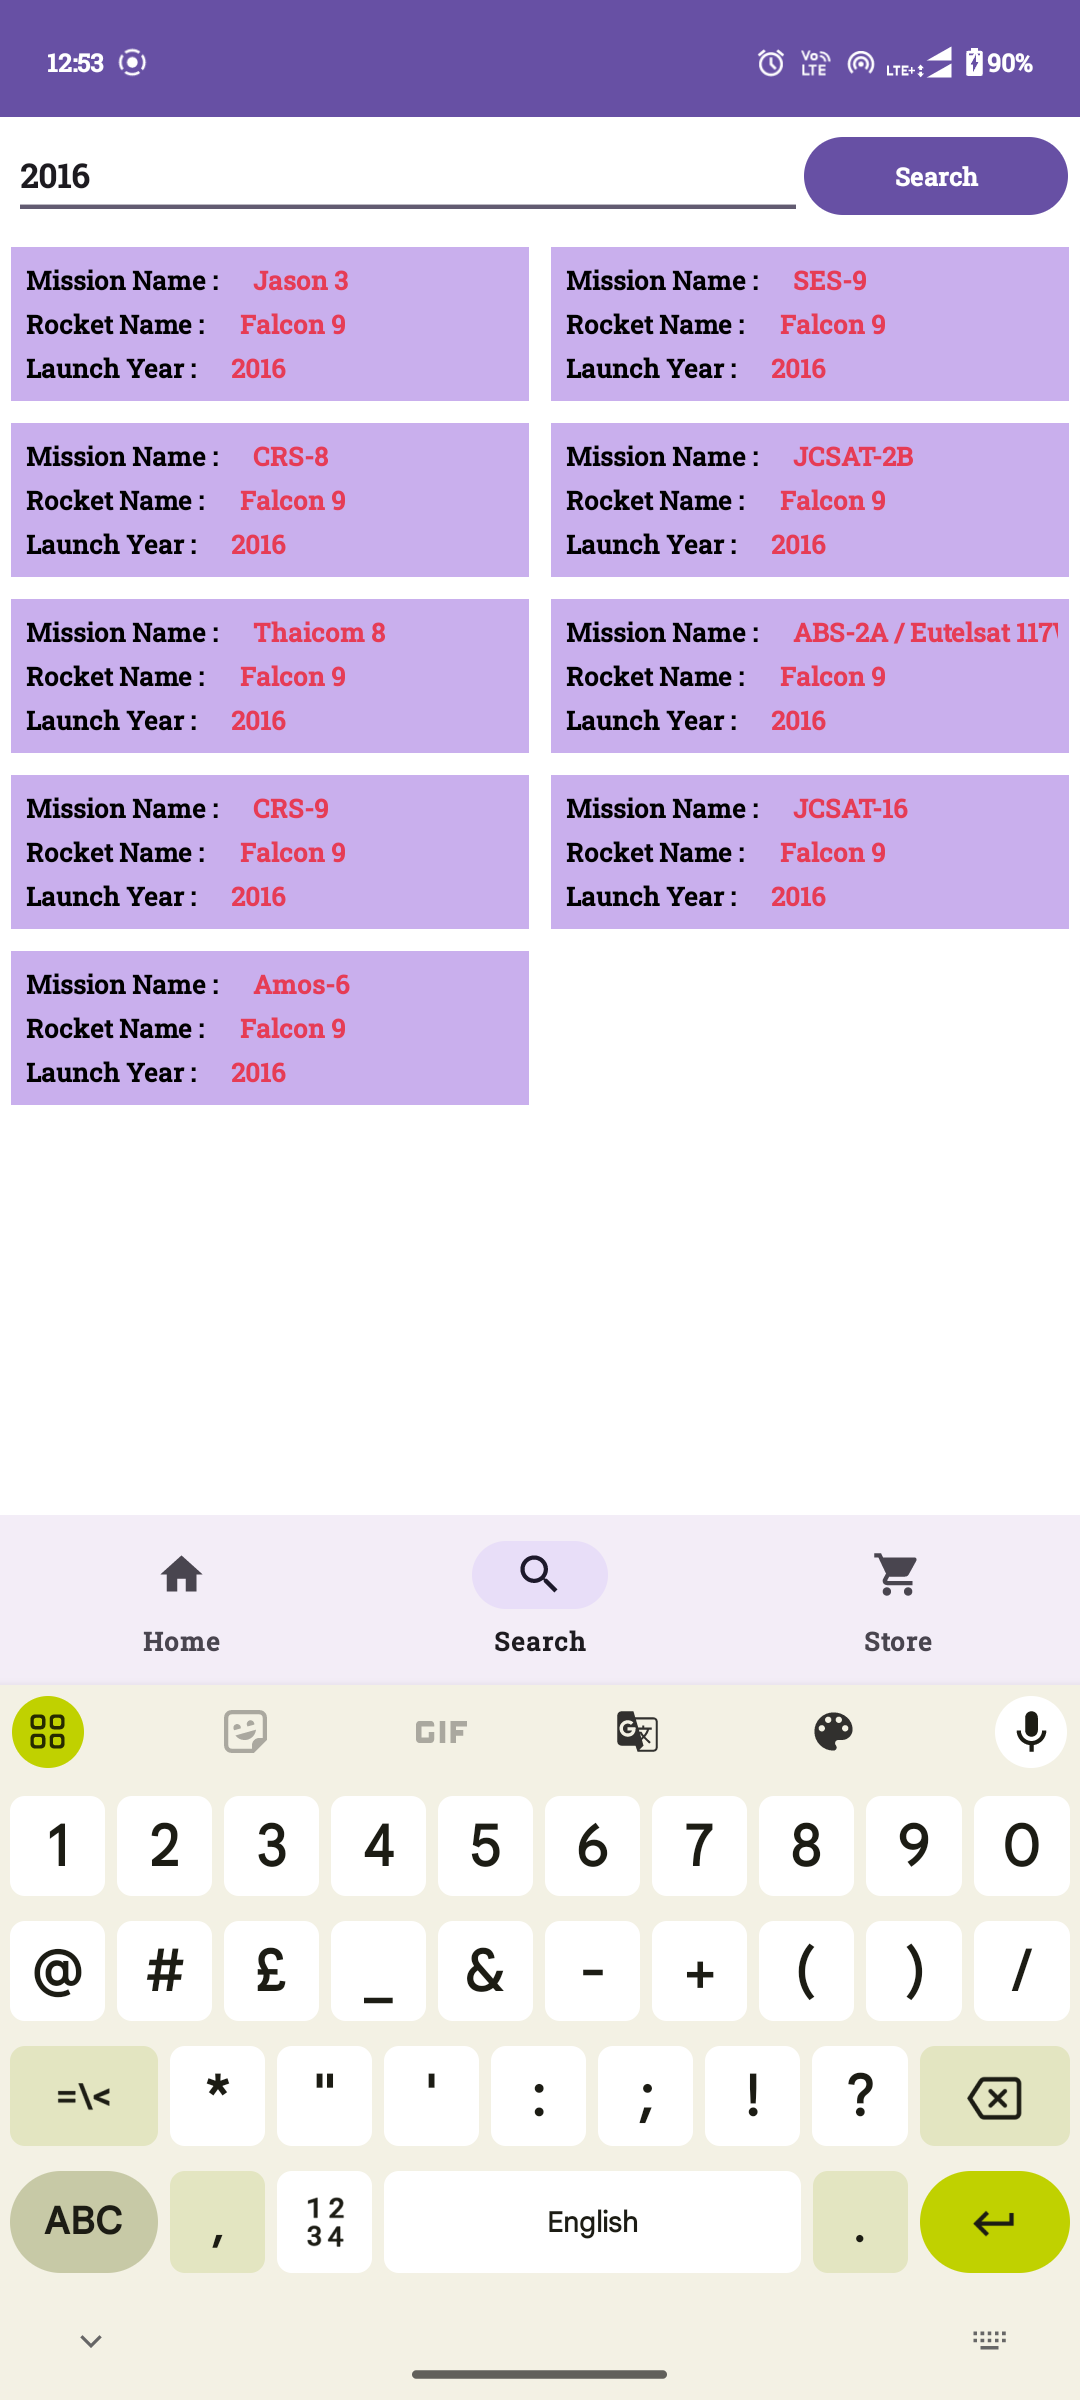 12:53 Vo LTE LTE+ 90%
2016 Search
Mission Name : Jason 3
Rocket Name : Falcon 9
Launch Year : 2016
Mission Name : SES-9
Rocket Name : Falcon 9
Launch Year : 2016
Mission Name : CRS-8
Rocket Name : Falcon 9
Launch Year : 2016
Mission Name : JCSAT-2B
Rocket Name : Falcon 9
Launch Year : 2016
Mission Name : Thaicom 8
Rocket Name : Falcon 9
Launch Year : 2016
Mission Name : ABS-2A / Eutelsat 117
Rocket Name : Falcon 9
Launch Year : 2016
Mission Name : CRS-9
Rocket Name : Falcon 9
Launch Year : 2016
Mission Name : JCSAT-16
Rocket Name : Falcon 9
Launch Year : 2016
Mission Name : Amos-6
Rocket Name : Falcon 9
Launch Year : 2016
Home Search Store
GIF G 文
1 2 3 4 5 6 7 8 9 0
@ # £ _ & - + ( ) /
=\< * " ' : ; ! ?
ABC , 12 34 English .